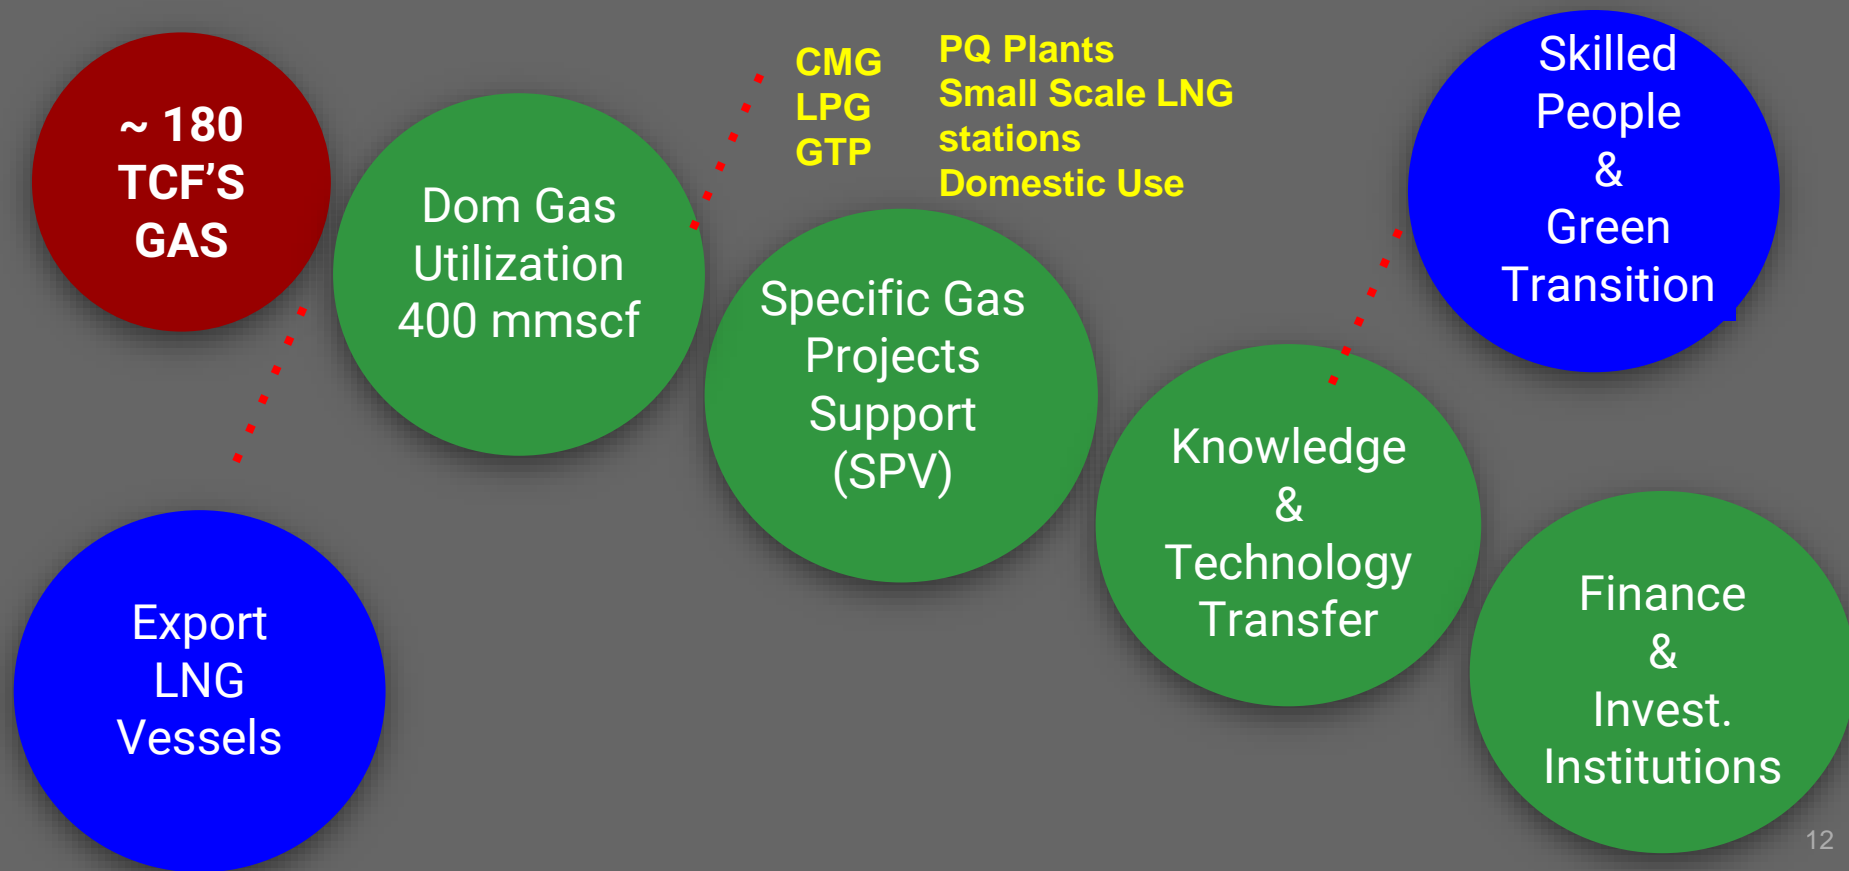 ~ 180
TCF'S
GAS
Dom Gas
Utilization
400 mmscf
CMG
LPG
GTP
PQ Plants
Small Scale LNG
stations
Domestic Use
Specific Gas
Projects
Support
(SPV)
Skilled
People
&
Green
Transition
Knowledge
&
Technology
Transfer
Export
LNG
Vessels
Finance
&
Invest.
Institutions
12